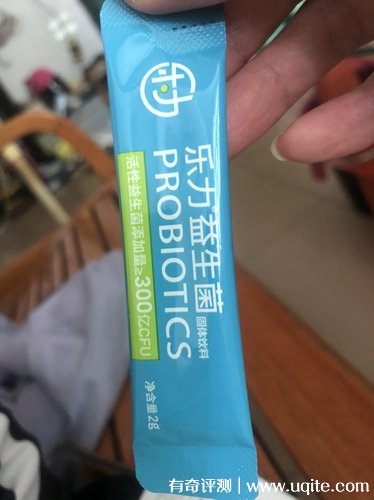 乐力益生菌
固体饮料
PROBIOTICS
活性益生菌添加量≥300亿CFU
净含量2g
有奇评测 | www.uqite.com